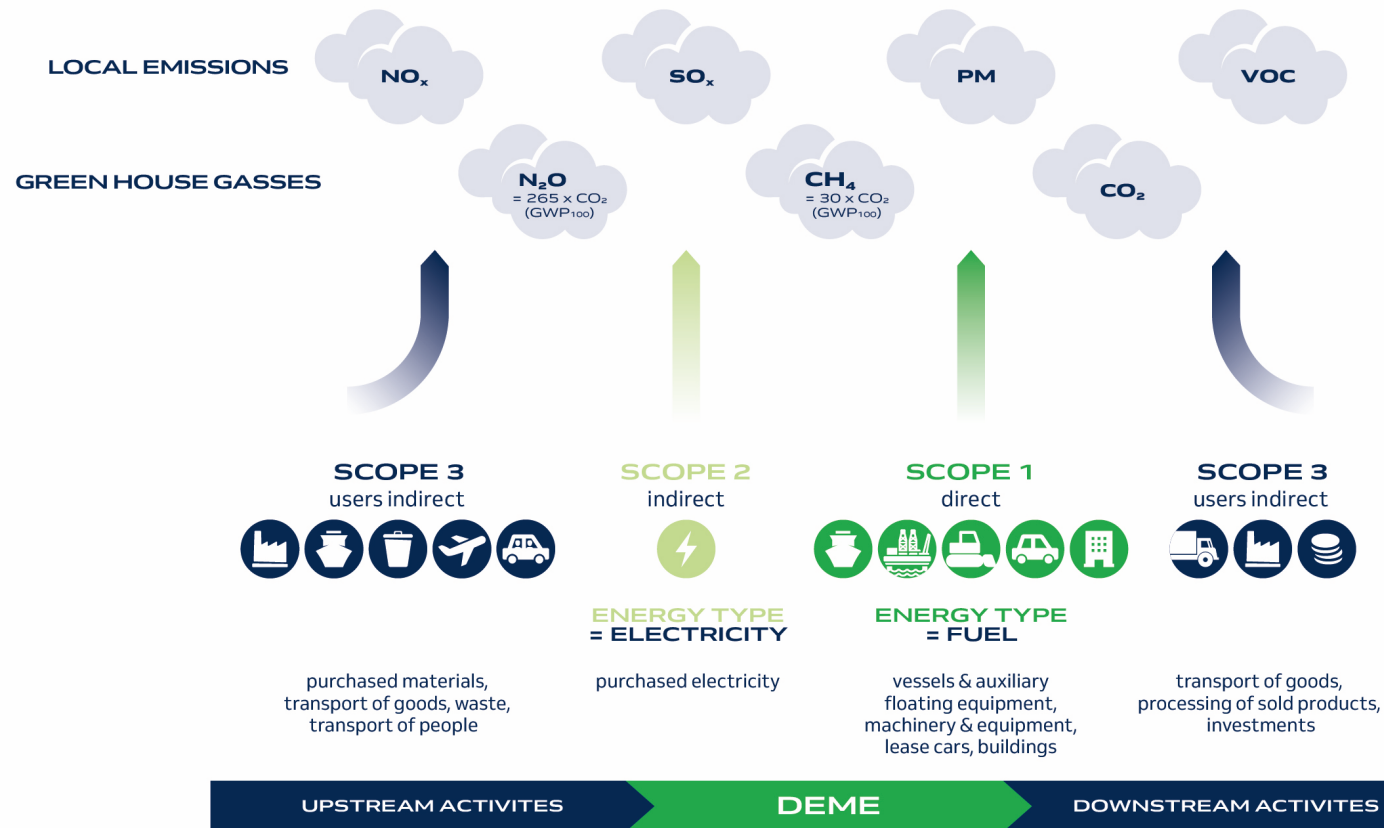 LOCAL EMISSIONS
NOx
SOx
PM
VOC
GREEN HOUSE GASSES
N₂O
= 265 x CO₂
(GWP₁₀₀)
CH₄
= 30 x CO₂
(GWP₁₀₀)
CO₂
SCOPE 3
users indirect
purchased materials,
transport of goods, waste,
transport of people
SCOPE 2
indirect
ENERGY TYPE
= ELECTRICITY
purchased electricity
SCOPE 1
direct
ENERGY TYPE
= FUEL
vessels & auxiliary
floating equipment,
machinery & equipment,
lease cars, buildings
SCOPE 3
users indirect
transport of goods,
processing of sold products,
investments
UPSTREAM ACTIVITES
DEME
DOWNSTREAM ACTIVITES